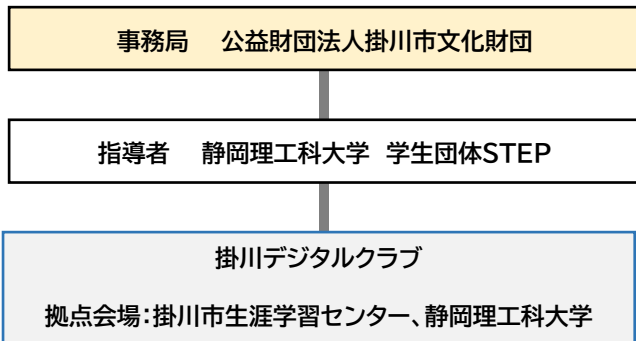 事務局　公益財団法人掛川市文化財団
指導者　静岡理工科大学 学生団体STEP
掛川デジタルクラブ
拠点会場：掛川市生涯学習センター、静岡理工科大学